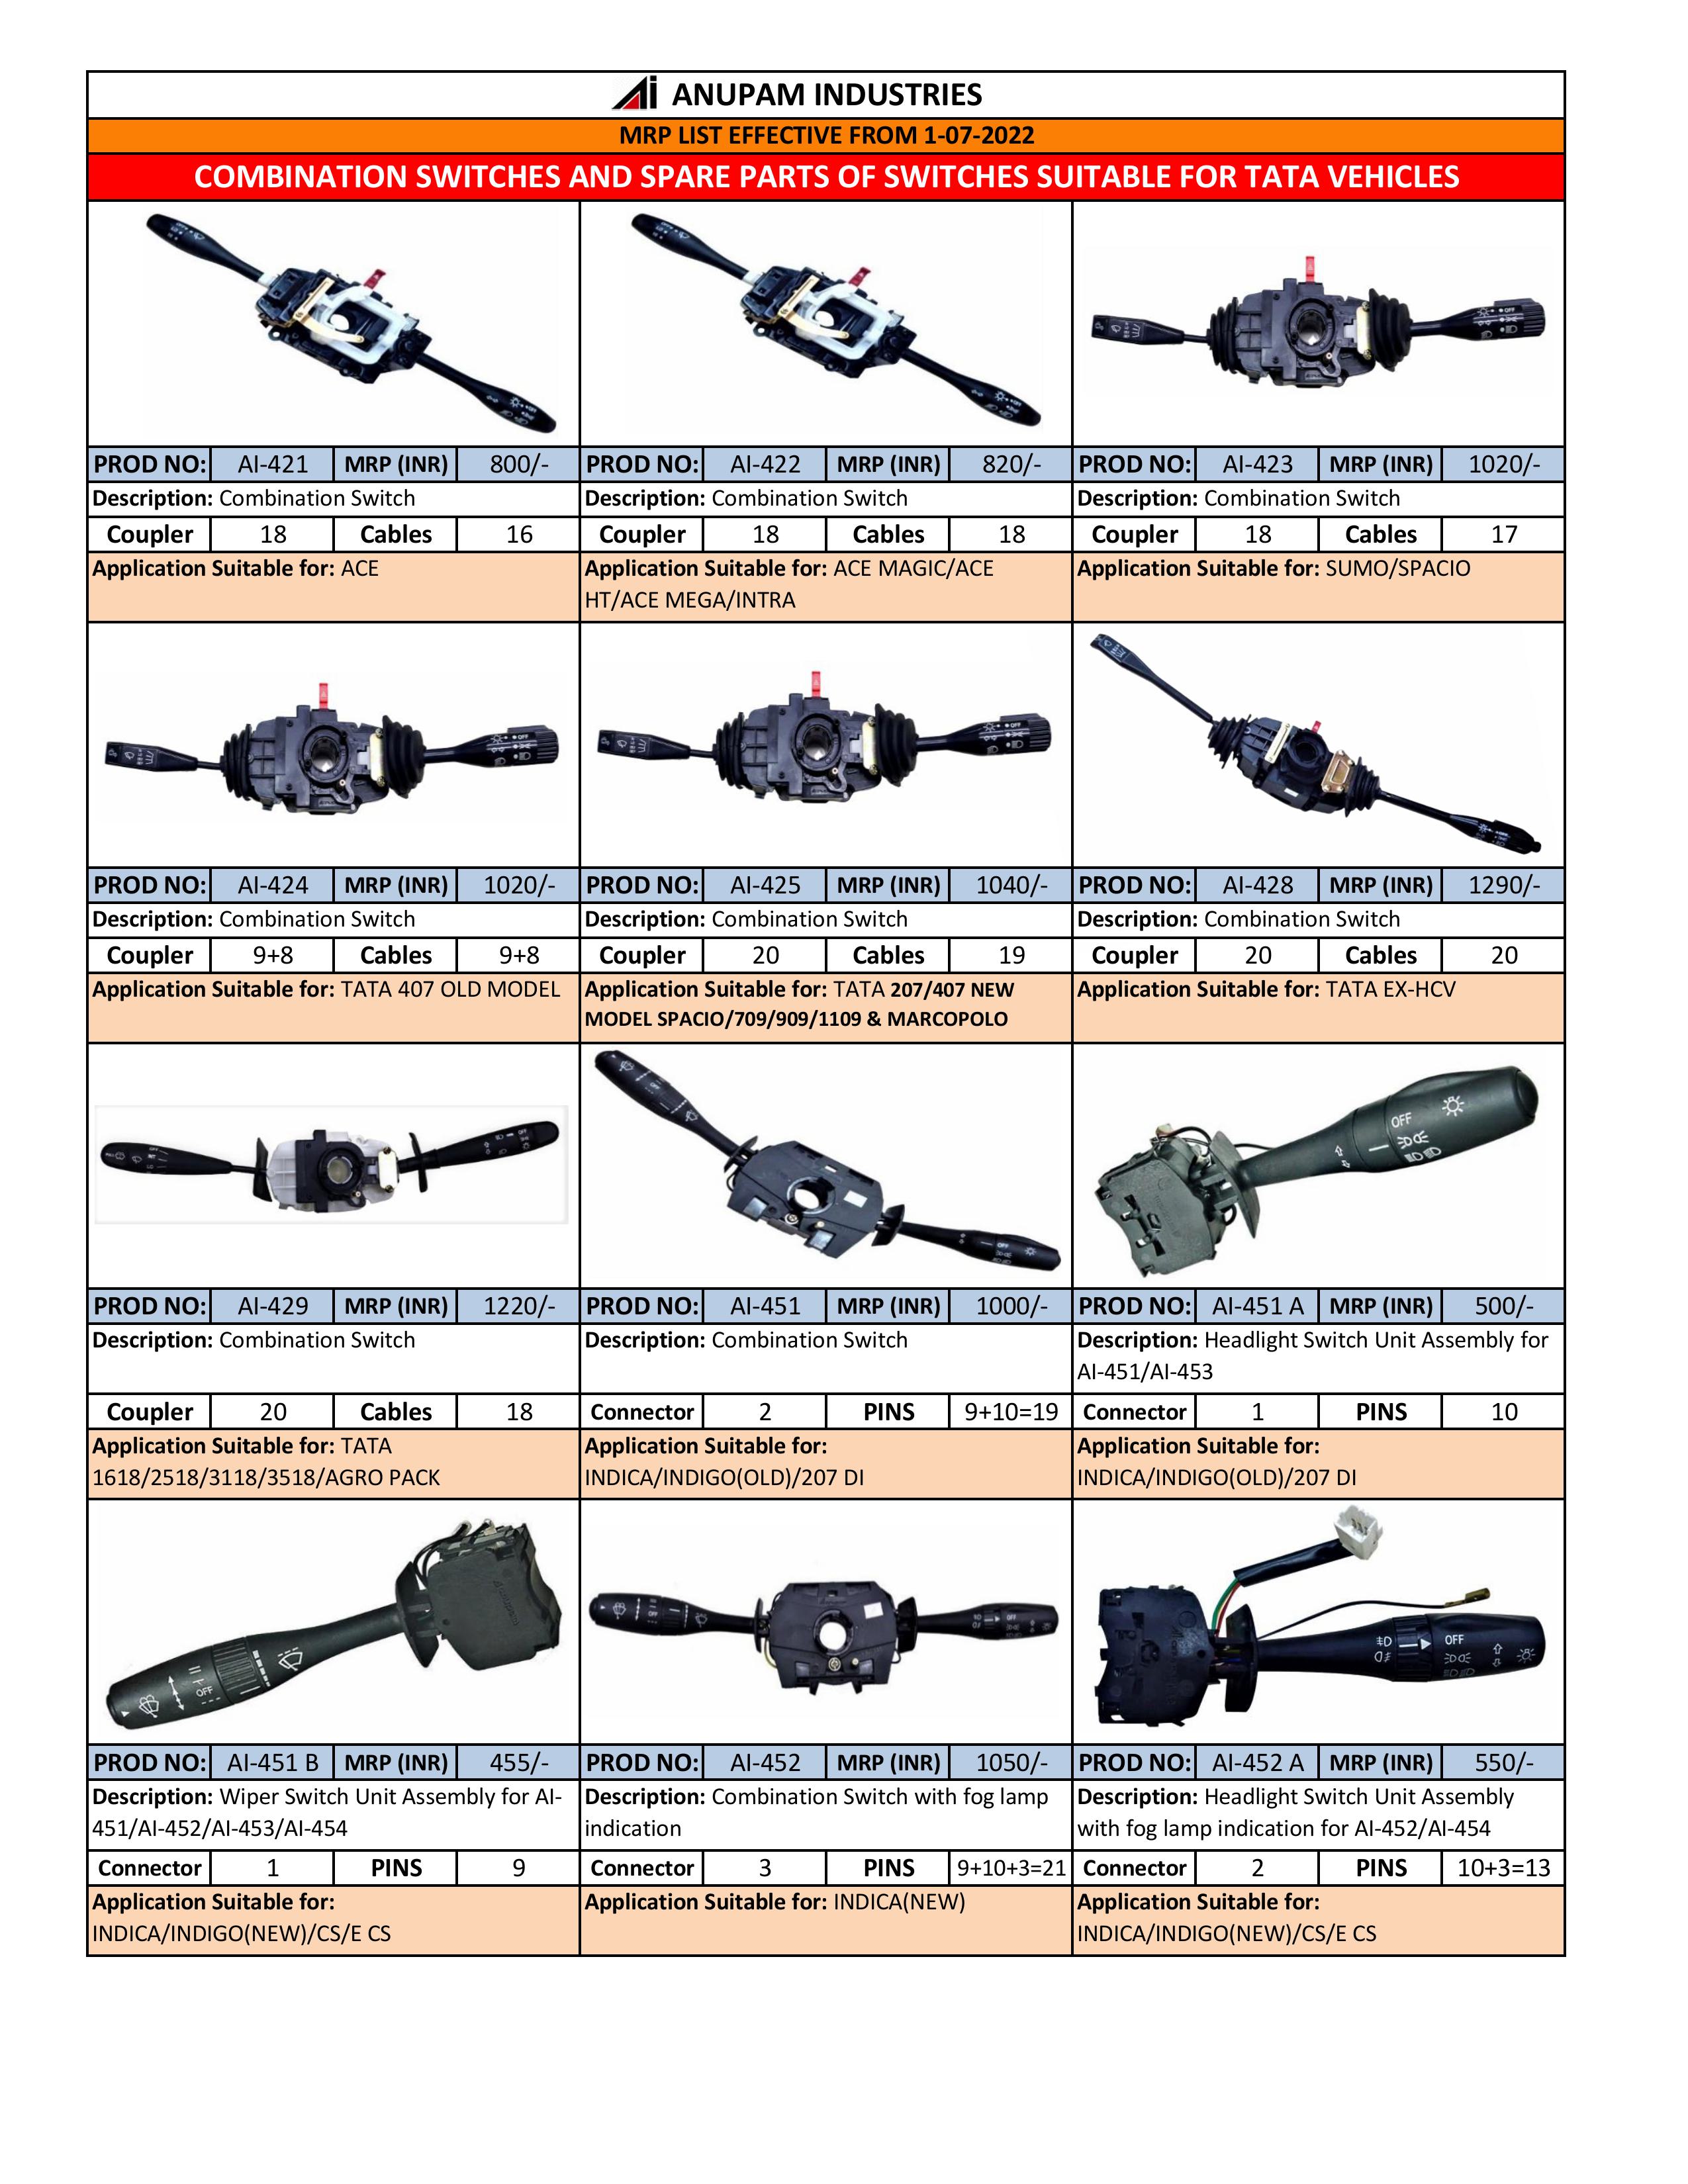 Ai ANUPAM INDUSTRIES
MRP LIST EFFECTIVE FROM 1-07-2022
COMBINATION SWITCHES AND SPARE PARTS OF SWITCHES SUITABLE FOR TATA VEHICLES
PROD NO: AI-421 MRP (INR) 800/- PROD NO: AI-422 MRP (INR) 820/- PROD NO: AI-423 MRP (INR) 1020/-
Description: Combination Switch Description: Combination Switch Description: Combination Switch
Coupler 18 Cables 16 Coupler 18 Cables 18 Coupler 18 Cables 17
Application Suitable for: ACE Application Suitable for: ACE MAGIC/ACE Application Suitable for: SUMO/SPACIO
HT/ACE MEGA/INTRA
PROD NO: AI-424 MRP (INR) 1020/- PROD NO: AI-425 MRP (INR) 1040/- PROD NO: AI-428 MRP (INR) 1290/-
Description: Combination Switch Description: Combination Switch Description: Combination Switch
Coupler 9+8 Cables 9+8 Coupler 20 Cables 19 Coupler 20 Cables 20
Application Suitable for: TATA 407 OLD MODEL Application Suitable for: TATA 207/407 NEW Application Suitable for: TATA EX-HCV
MODEL SPACIO/709/909/1109 & MARCOPOLO
OFF
PROD NO: AI-429 MRP (INR) 1220/- PROD NO: AI-451 MRP (INR) 1000/- PROD NO: AI-451 A MRP (INR) 500/-
Description: Combination Switch Description: Combination Switch Description: Headlight Switch Unit Assembly for
AI-451/AI-453
Coupler 20 Cables 18 Connector 2 PINS 9+10=19 Connector 1 PINS 10
Application Suitable for: TATA Application Suitable for: Application Suitable for:
1618/2518/3118/3518/AGRO PACK INDICA/INDIGO(OLD)/207 DI INDICA/INDIGO(OLD)/207 DI
OFF OFF OFF
PROD NO: AI-451 B MRP (INR) 455/- PROD NO: AI-452 MRP (INR) 1050/- PROD NO: AI-452 A MRP (INR) 550/-
Description: Wiper Switch Unit Assembly for AI- Description: Combination Switch with fog lamp Description: Headlight Switch Unit Assembly
451/AI-452/AI-453/AI-454 indication with fog lamp indication for AI-452/AI-454
Connector 1 PINS 9 Connector 3 PINS 9+10+3=21 Connector 2 PINS 10+3=13
Application Suitable for: Application Suitable for: INDICA(NEW) Application Suitable for:
INDICA/INDIGO(NEW)/CS/E CS INDICA/INDIGO(NEW)/CS/E CS